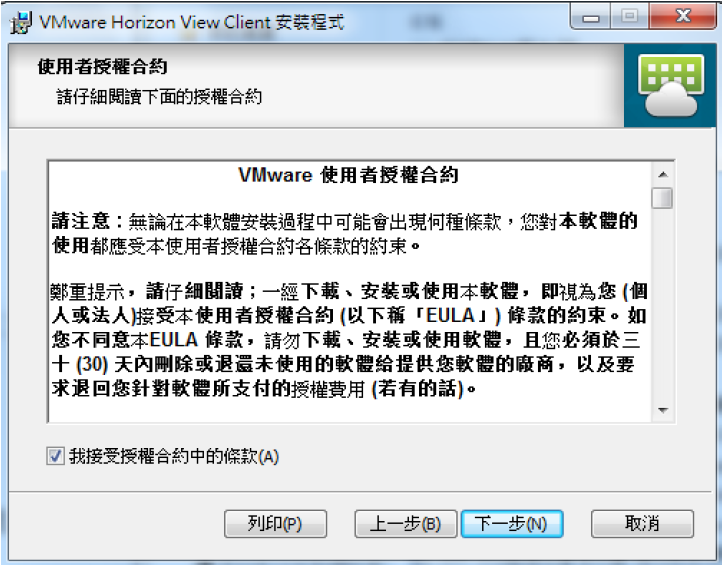 VMware Horizon View Client 安裝程式
使用者授權合約
請仔細閱讀下面的授權合約
VMware 使用者授權合約
請注意：無論在本軟體安裝過程中可能會出現何種條款，您對本軟體的
使用都應受本使用者授權合約各條款的約束。
鄭重提示，請仔細閱讀；一經下載、安裝或使用本軟體，即視為您 (個
人或法人)接受本使用者授權合約 (以下稱「EULA」) 條款的約束。如
您不同意本EULA 條款，請勿下載、安裝或使用軟體，且您必須於三
十 (30) 天內刪除或退還未使用的軟體給提供您軟體的廠商，以及要
求退回您針對軟體所支付的授權費用 (若有的話)。
我接受授權合約中的條款(A)
列印(P)
上一步(B)
下一步(N)
取消